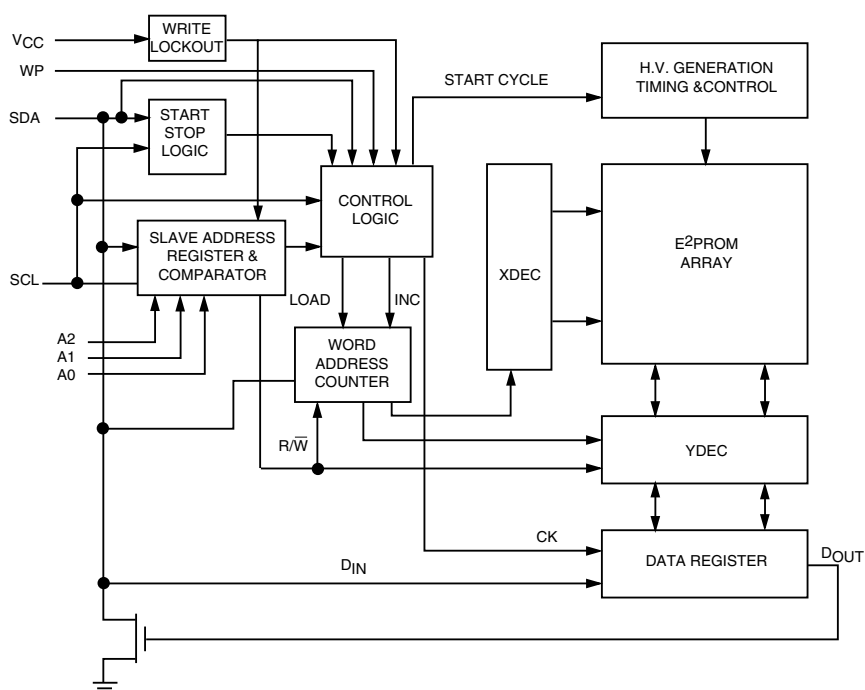 VCC
WRITE
LOCKOUT
WP
START CYCLE
H.V. GENERATION
TIMING &CONTROL
SDA
START
STOP
LOGIC
CONTROL
LOGIC
E2PROM
ARRAY
SLAVE ADDRESS
REGISTER &
COMPARATOR
XDEC
SCL
LOAD
INC
A2
A1
A0
WORD
ADDRESS
COUNTER
R/W̅
YDEC
CK
DIN
DATA REGISTER
DOUT